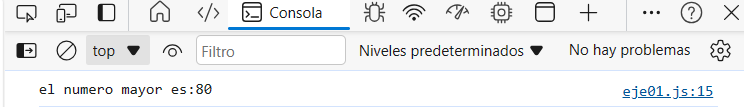 Consola
top
Filtro
Niveles predeterminados
No hay problemas
el numero mayor es:80
eje01.js:15